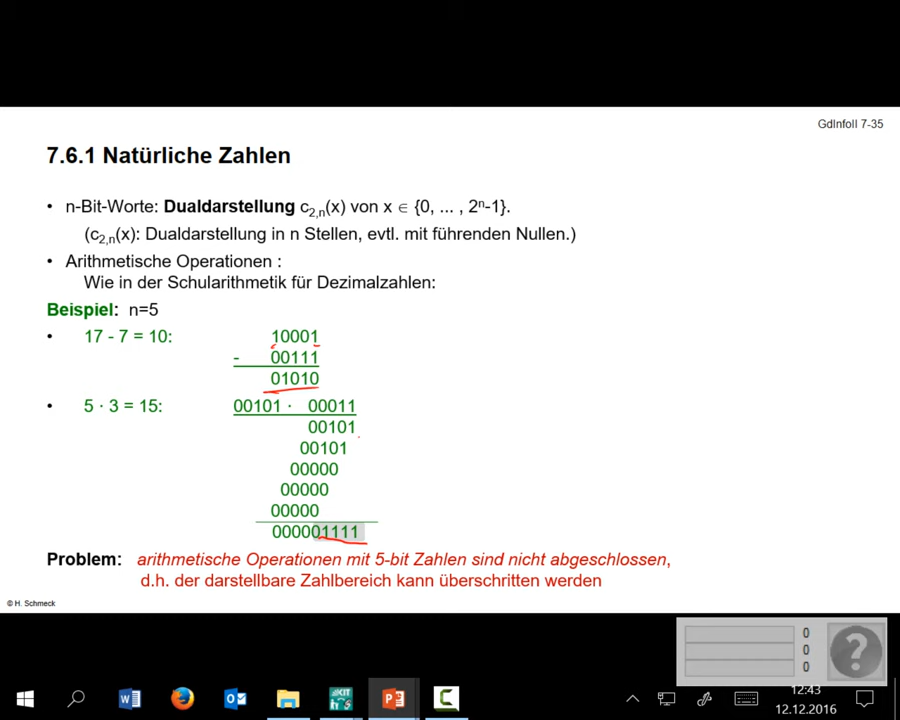 GdInfoII 7-35
7.6.1 Natürliche Zahlen
• n-Bit-Worte: Dualdarstellung c2,n(x) von x ∈ {0, ... , 2ⁿ-1}.
(c2,n(x): Dualdarstellung in n Stellen, evtl. mit führenden Nullen.)
• Arithmetische Operationen :
Wie in der Schularithmetik für Dezimalzahlen:
Beispiel: n=5
• 17 - 7 = 10: 10001
- 00111
01010
• 5 · 3 = 15: 00101 · 00011
00101
00101
00000
00000
00000
000001111
Problem: arithmetische Operationen mit 5-bit Zahlen sind nicht abgeschlossen,
d.h. der darstellbare Zahlbereich kann überschritten werden
© H. Schmeck
0
0
0
?
12:43
12.12.2016